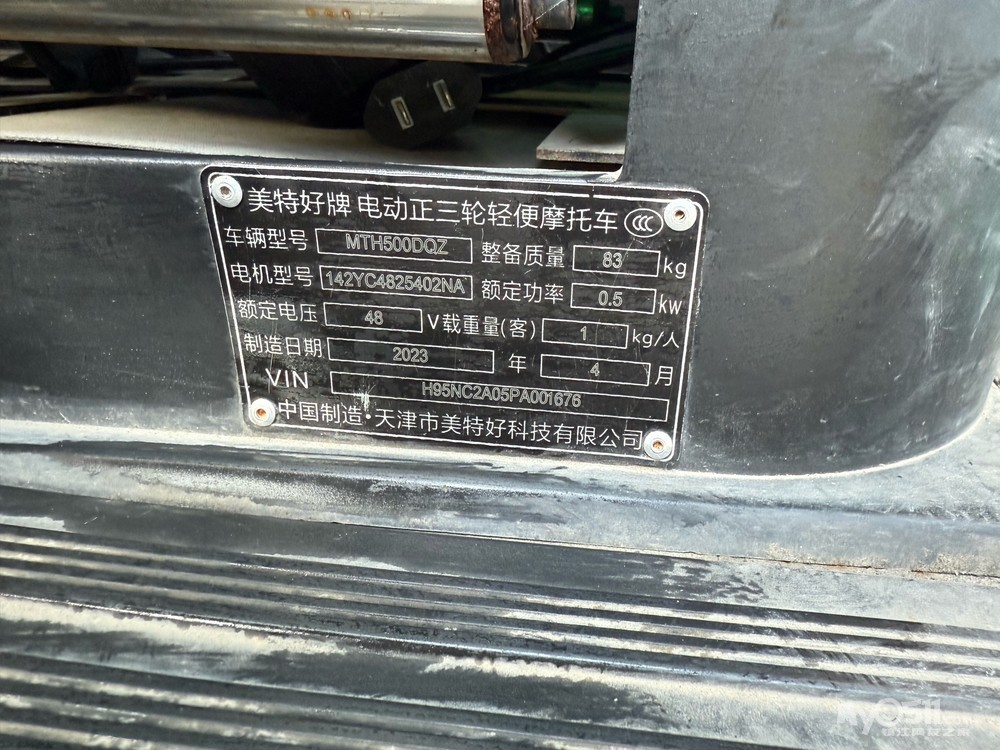 美特好牌 电动正三轮轻便摩托车 CCC
车辆型号 MTH500DQZ 整备质量 83 kg
电机型号 142YC4825402NA 额定功率 0.5 kw
额定电压 48 V 载重量(客) 1 kg/人
制造日期 2023 年 4 月
VIN H95NC2A05PA001676
中国制造·天津市美特好科技有限公司